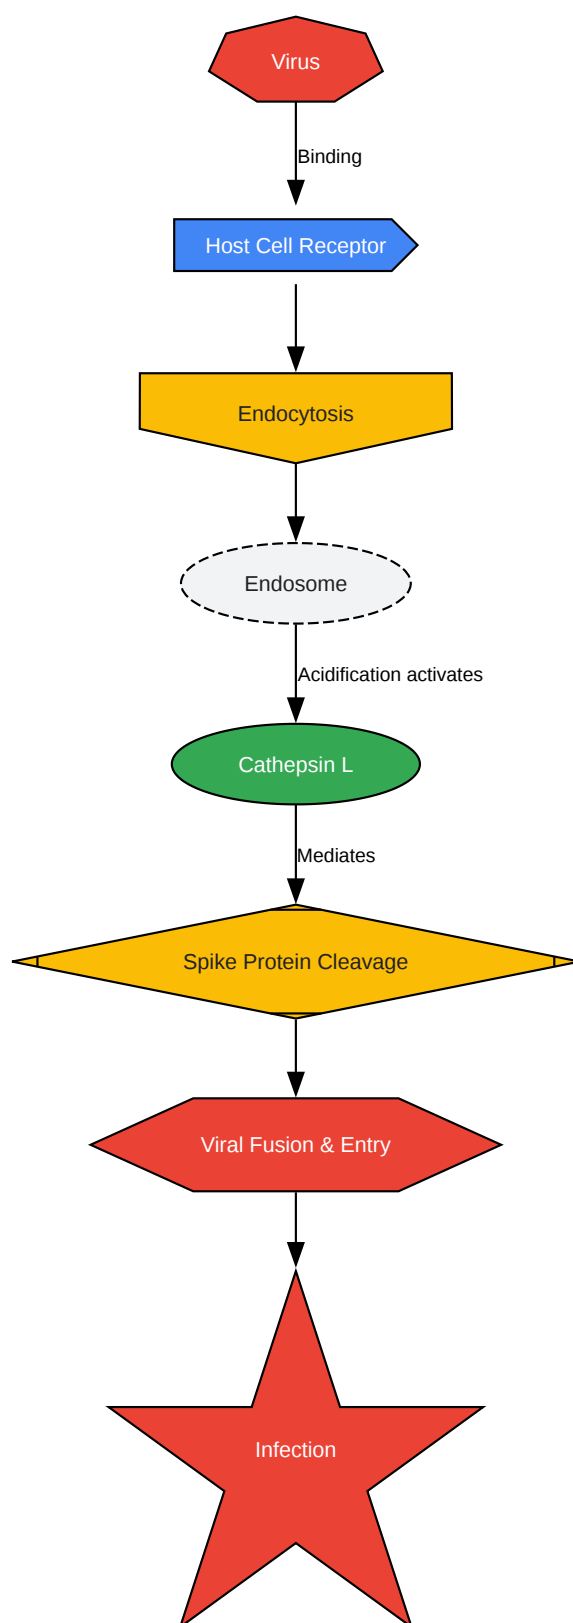 Virus
Binding
Host Cell Receptor
Endocytosis
Endosome
Acidification activates
Cathepsin L
Mediates
Spike Protein Cleavage
Viral Fusion & Entry
Infection